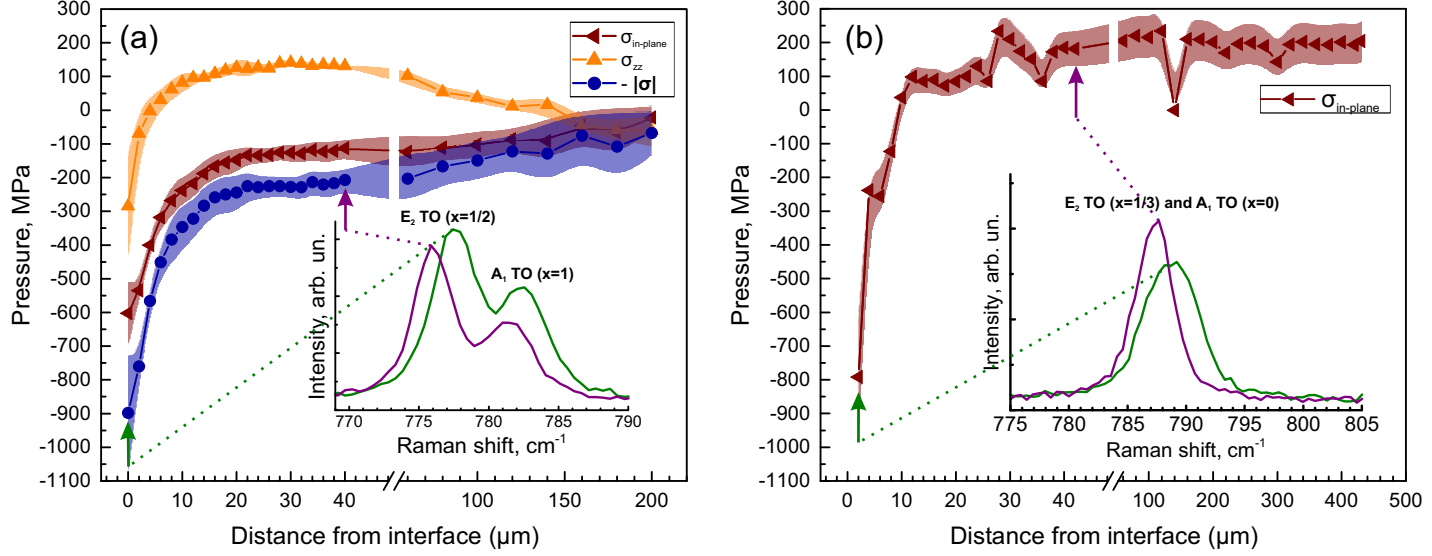 (a)
σin-plane
σzz
- |σ|
300
200
100
0
-100
-200
-300
-400
-500
-600
-700
-800
-900
-1000
-1100
Pressure, MPa
0 10 20 30 40 100 150 200
Distance from interface (µm)
E2 TO (x=1/2)
A1 TO (x=1)
Intensity, arb. un.
770 775 780 785 790
Raman shift, cm-1
(b)
σin-plane
300
200
100
0
-100
-200
-300
-400
-500
-600
-700
-800
-900
-1000
-1100
Pressure, MPa
0 10 20 30 40 50 100 200 300 400 500
Distance from interface (µm)
E2 TO (x=1/3) and A1 TO (x=0)
Intensity, arb. un.
775 780 785 790 795 800 805
Raman shift, cm-1